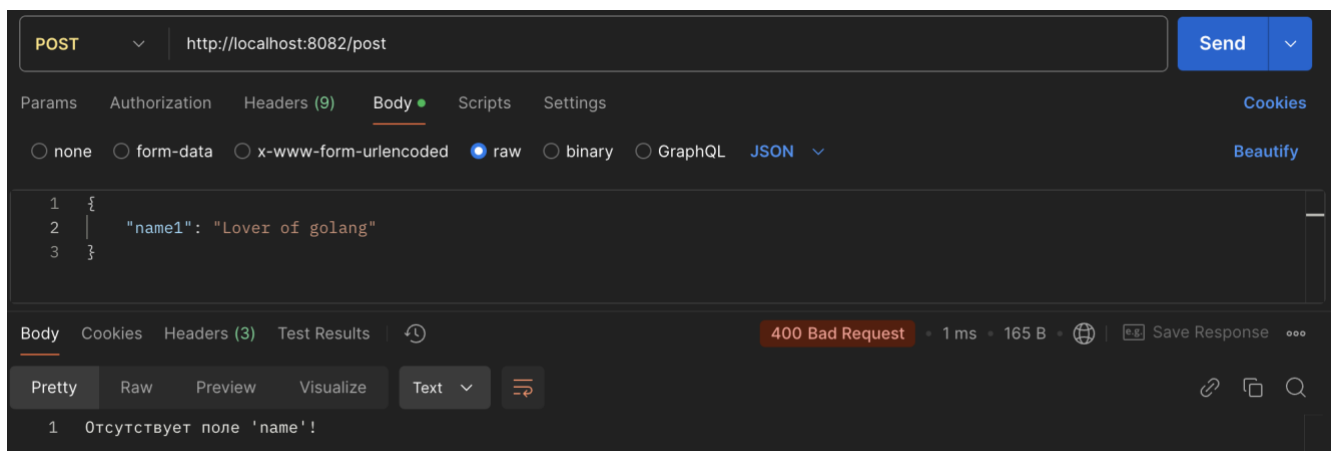 POST http://localhost:8082/post Send
Params Authorization Headers (9) Body Scripts Settings Cookies
none form-data x-www-form-urlencoded raw binary GraphQL JSON Beautify
1 {
2 "name1": "Lover of golang"
3 }
Body Cookies Headers (3) Test Results 400 Bad Request • 1 ms • 165 B • e.g. Save Response
Pretty Raw Preview Visualize Text
1 Отсутствует поле 'name'!